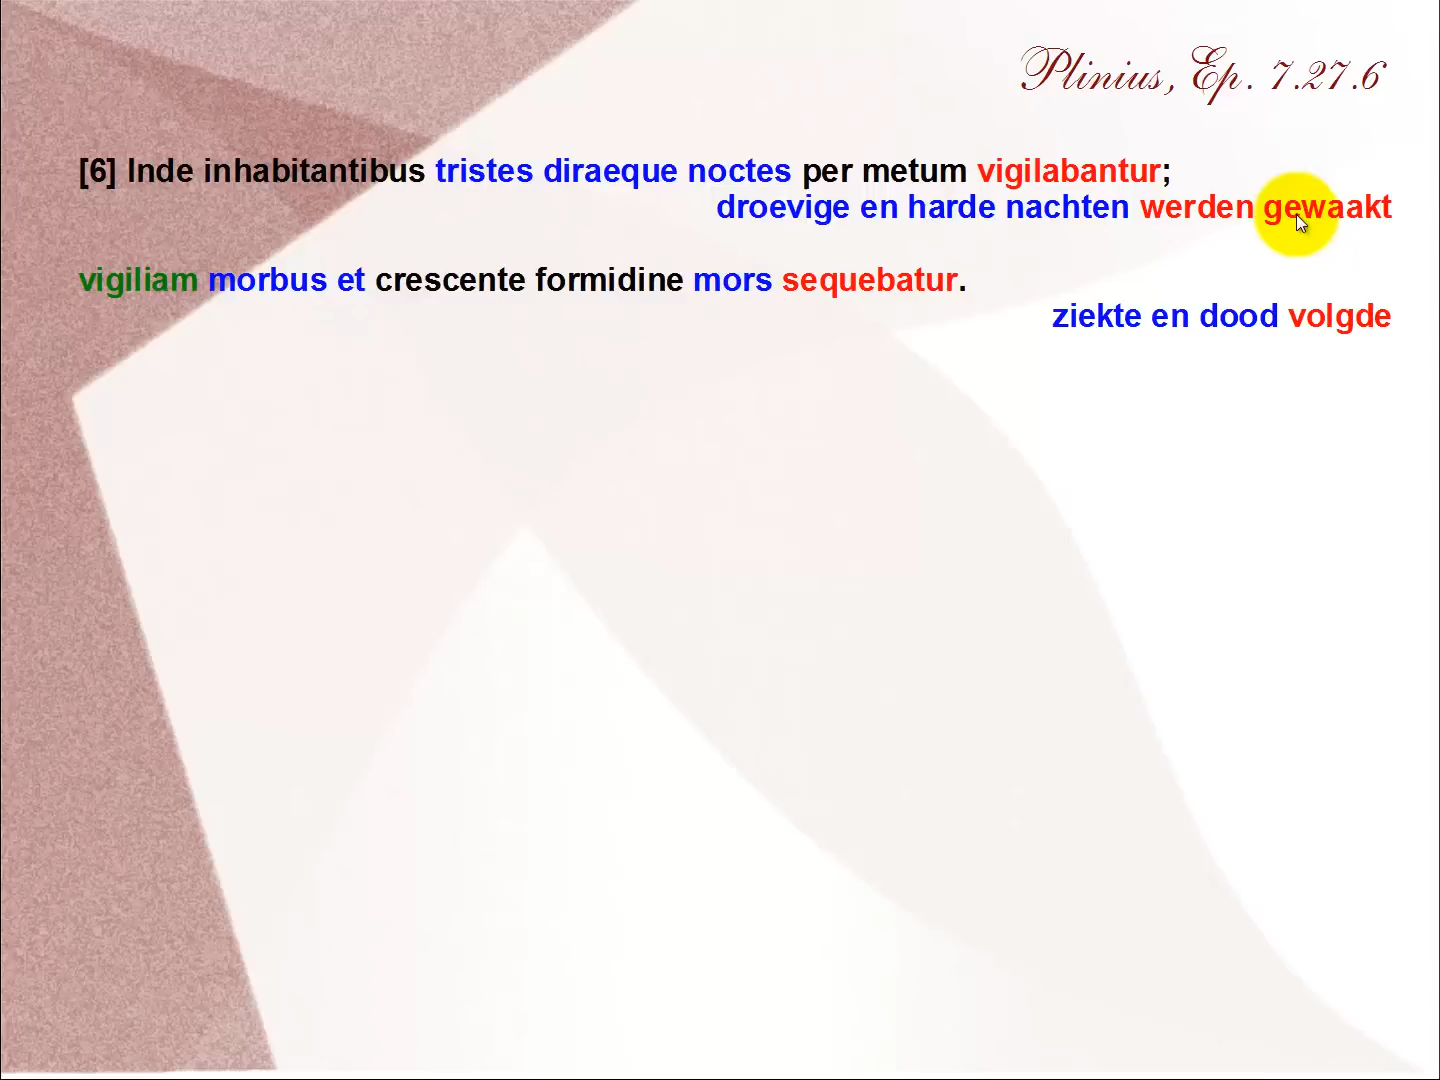 Plinius, Ep. 7.27.6
[6] Inde inhabitantibus tristes diraeque noctes per metum vigilabantur;
droevige en harde nachten werden gewaakt
vigiliam morbus et crescente formidine mors sequebatur.
ziekte en dood volgde